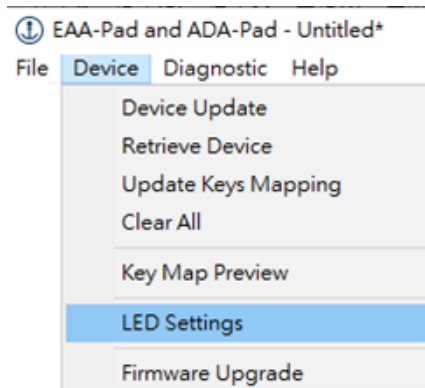 EAA-Pad and ADA-Pad - Untitled*
File Device Diagnostic Help
Device Update
Retrieve Device
Update Keys Mapping
Clear All
Key Map Preview
LED Settings
Firmware Upgrade